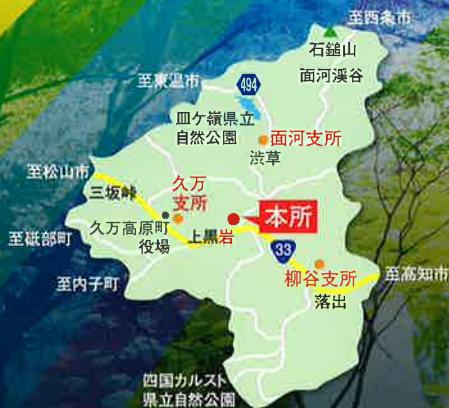 至西条市
石鎚山
面河渓谷
至東温市
494
皿ケ嶺県立
自然公園
面河支所
渋草
至松山市
三坂峠
久万
支所
本所
久万高原町
役場
上黒岩
至砥部町
33
柳谷支所
至高知市
至内子町
落出
四国カルスト
県立自然公園